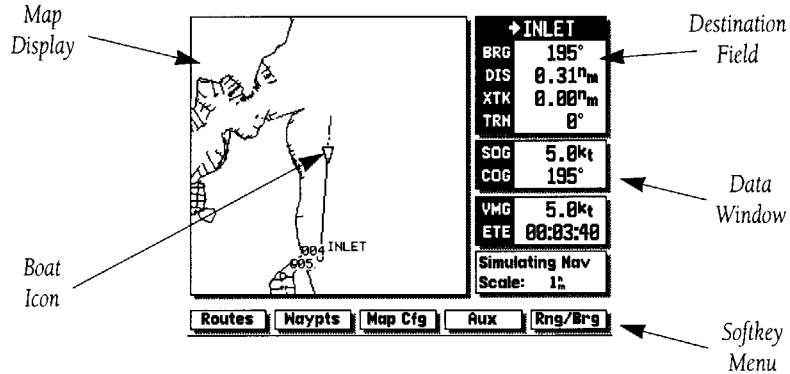 Map
Display
Boat
Icon
004 INLET
005
➔INLET
BRG 195°
DIS 0.31nm
XTK 0.00nm
TRN 0°
SOG 5.0kt
COG 195°
VMG 5.0kt
ETE 00:03:40
Simulating Nav
Scale: 1nm
Routes Waypts Map Cfg Aux Rng/Brg
Destination
Field
Data
Window
Softkey
Menu